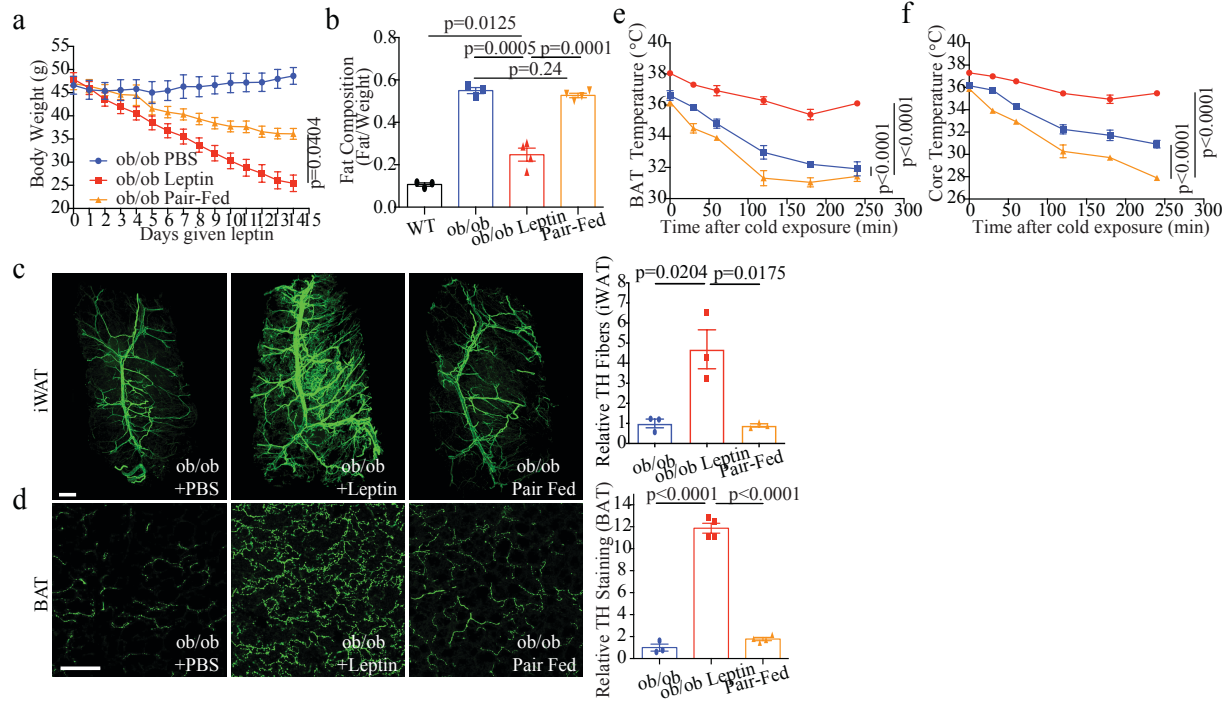 a
Body Weight (g)
55
50
45
40
35
30
25
20
ob/ob PBS
ob/ob Leptin
ob/ob Pair-Fed
p=0.0404
0 1 2 3 4 5 6 7 8 9 10 11 12 13 14 15
Days given leptin
b
p=0.0125
p=0.0005 p=0.0001
p=0.24
Fat Composition
(Fat/Weight)
0.8
0.6
0.4
0.2
0.0
WT
ob/ob
ob/ob Leptin
Pair-Fed
e
BAT Temperature (°C)
40
38
36
34
32
30
p<0.0001
p<0.0001
0 50 100 150 200 250 300
Time after cold exposure (min)
f
Core Temperature (°C)
40
38
36
34
32
30
28
26
p<0.0001
p<0.0001
0 50 100 150 200 250 300
Time after cold exposure (min)
c
iWAT
ob/ob
+PBS
ob/ob
+Leptin
ob/ob
Pair Fed
p=0.0204 p=0.0175
Relative TH Fibers (iWAT)
8
7
6
5
4
3
2
1
0
ob/ob
ob/ob Leptin
Pair-Fed
d
BAT
ob/ob
+PBS
ob/ob
+Leptin
ob/ob
Pair Fed
p<0.0001 p<0.0001
Relative TH Staining (BAT)
14
12
10
8
6
4
2
0
ob/ob
ob/ob Leptin
Pair-Fed